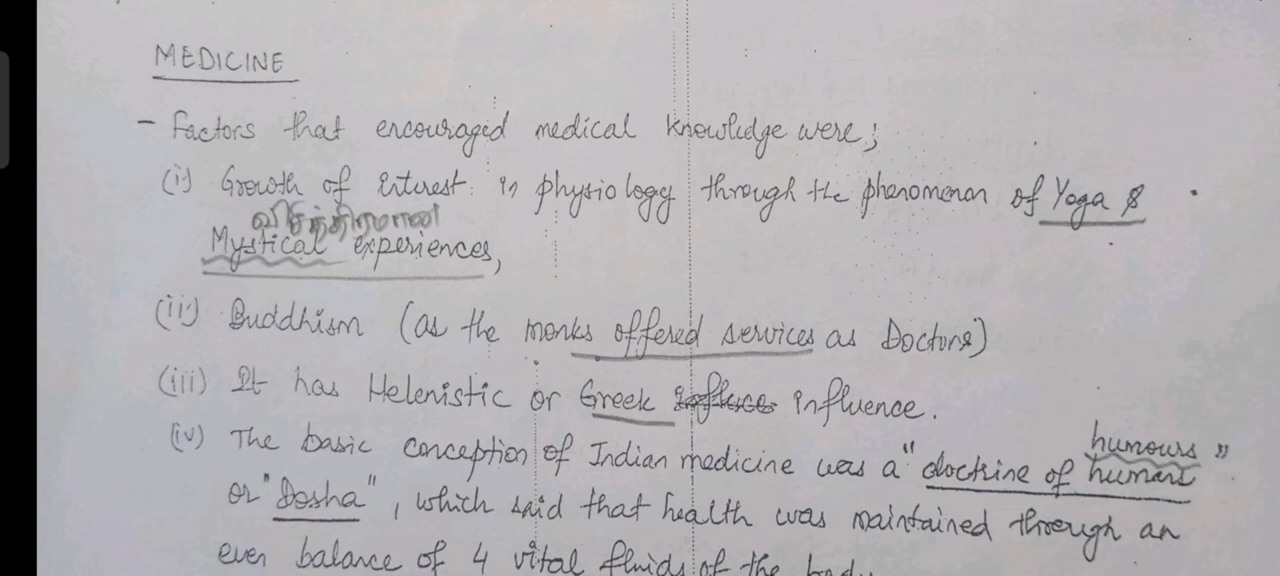 MEDICINE
- Factors that encouraged medical knowledge were;
(i) Growth of Interest in physiology through the phenomenon of Yoga &
விசித்திரமான
Mystical experiences,
(ii) Buddhism (as the monks offered services as Doctors)
(iii) It has Helenistic or Greek influence.
humours"
(iv) The basic conception of Indian medicine was a "doctrine of humans
or "Dosha", which said that health was maintained through an
even balance of 4 vital fluids of the body